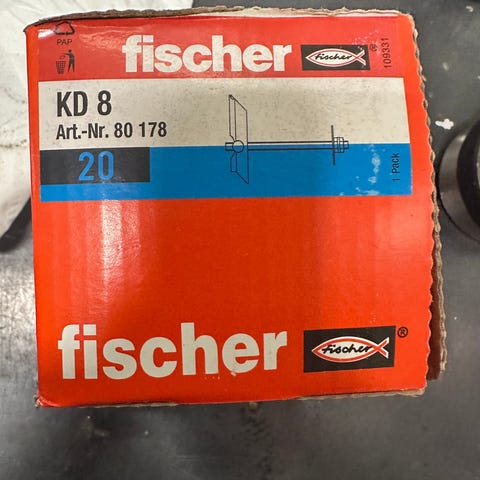 PAP
fischer
fischer
®
109331
KD 8
Art.-Nr. 80 178
20
1 Pack
fischer
fischer
®